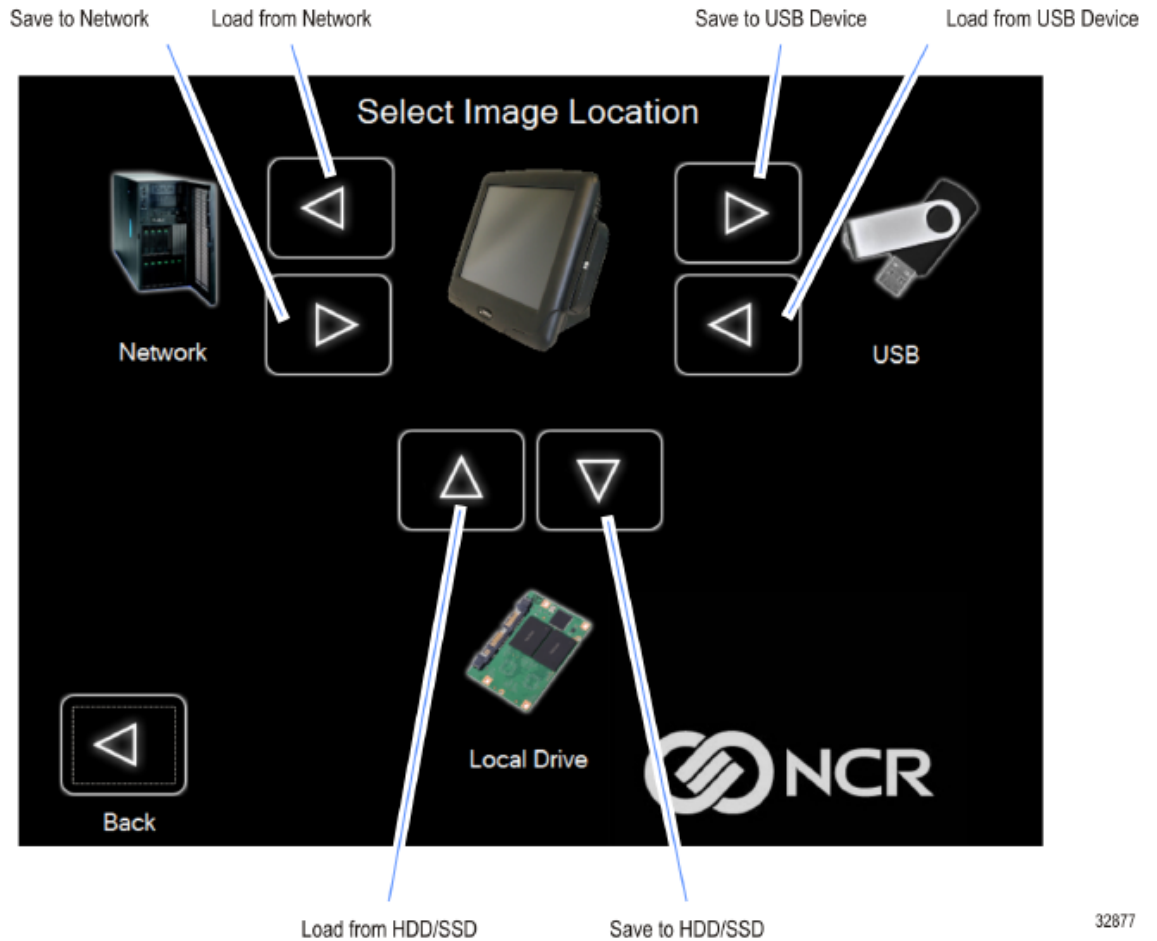 Save to Network
Load from Network
Save to USB Device
Load from USB Device
Select Image Location
Network
USB
Local Drive
NCR
Back
Load from HDD/SSD
Save to HDD/SSD
32877